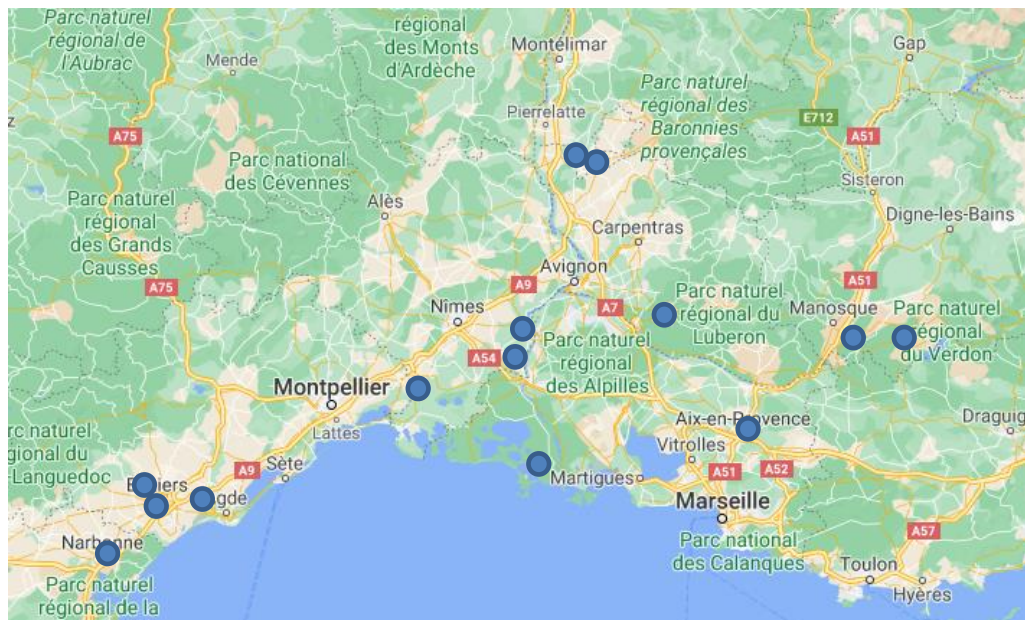 Parc naturel
régional de
l'Aubrac
Mende
régional
des Monts
d'Ardèche
Montélimar
Gap
Pierrelatte
Parc naturel
régional des
Baronnies
provençales
E712
A51
A75
Parc national
des Cévennes
Sisteron
Parc naturel
régional
des Grands
Causses
Alès
Carpentras
Digne-les-Bains
A75
A9
Avignon
A51
Nîmes
A7
Parc naturel
régional du
Luberon
Manosque
Parc naturel
régional
du Verdon
A54
Parc naturel
régional
des Alpilles
Montpellier
Lattes
Aix-en-Provence
Draguig
rc naturel
gional du
-Languedoc
A9
Sète
Vitrolles
A51
A52
Martigues
Marseille
A57
Parc national
des Calanques
Narbonne
Toulon
Hyères
Parc naturel
régional de la